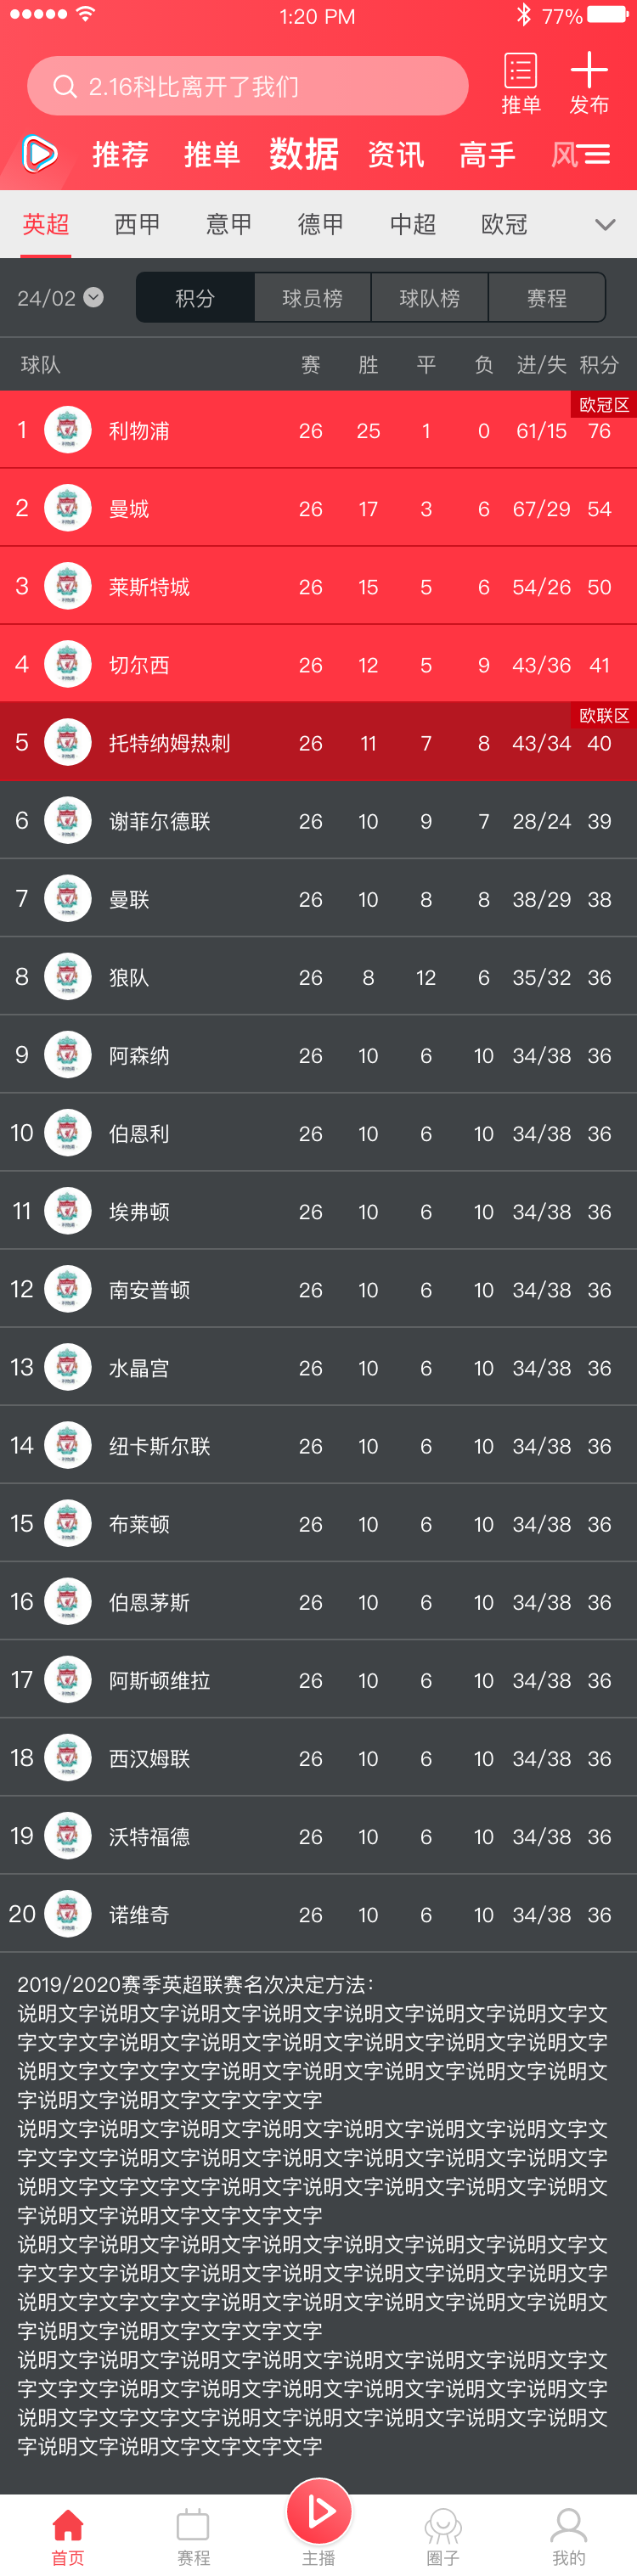 1:20 PM 77%
2.16科比离开了我们
推单 发布
推荐 推单 数据 资讯 高手 风
英超 西甲 意甲 德甲 中超 欧冠
24/02 积分 球员榜 球队榜 赛程
球队 赛 胜 平 负 进/失 积分
欧冠区
1 利物浦 26 25 1 0 61/15 76
2 曼城 26 17 3 6 67/29 54
3 莱斯特城 26 15 5 6 54/26 50
4 切尔西 26 12 5 9 43/36 41
欧联区
5 托特纳姆热刺 26 11 7 8 43/34 40
6 谢菲尔德联 26 10 9 7 28/24 39
7 曼联 26 10 8 8 38/29 38
8 狼队 26 8 12 6 35/32 36
9 阿森纳 26 10 6 10 34/38 36
10 伯恩利 26 10 6 10 34/38 36
11 埃弗顿 26 10 6 10 34/38 36
12 南安普顿 26 10 6 10 34/38 36
13 水晶宫 26 10 6 10 34/38 36
14 纽卡斯尔联 26 10 6 10 34/38 36
15 布莱顿 26 10 6 10 34/38 36
16 伯恩茅斯 26 10 6 10 34/38 36
17 阿斯顿维拉 26 10 6 10 34/38 36
18 西汉姆联 26 10 6 10 34/38 36
19 沃特福德 26 10 6 10 34/38 36
20 诺维奇 26 10 6 10 34/38 36
2019/2020赛季英超联赛名次决定方法：
说明文字说明文字说明文字说明文字说明文字说明文字说明文字文
字文字文字说明文字说明文字说明文字说明文字说明文字说明文字
说明文字文字文字文字说明文字说明文字说明文字说明文字说明文
字说明文字说明文字文字文字文字
说明文字说明文字说明文字说明文字说明文字说明文字说明文字文
字文字文字说明文字说明文字说明文字说明文字说明文字说明文字
说明文字文字文字文字说明文字说明文字说明文字说明文字说明文
字说明文字说明文字文字文字文字
说明文字说明文字说明文字说明文字说明文字说明文字说明文字文
字文字文字说明文字说明文字说明文字说明文字说明文字说明文字
说明文字文字文字文字说明文字说明文字说明文字说明文字说明文
字说明文字说明文字文字文字文字
说明文字说明文字说明文字说明文字说明文字说明文字说明文字文
字文字文字说明文字说明文字说明文字说明文字说明文字说明文字
说明文字文字文字文字说明文字说明文字说明文字说明文字说明文
字说明文字说明文字文字文字文字
首页 赛程 主播 圈子 我的